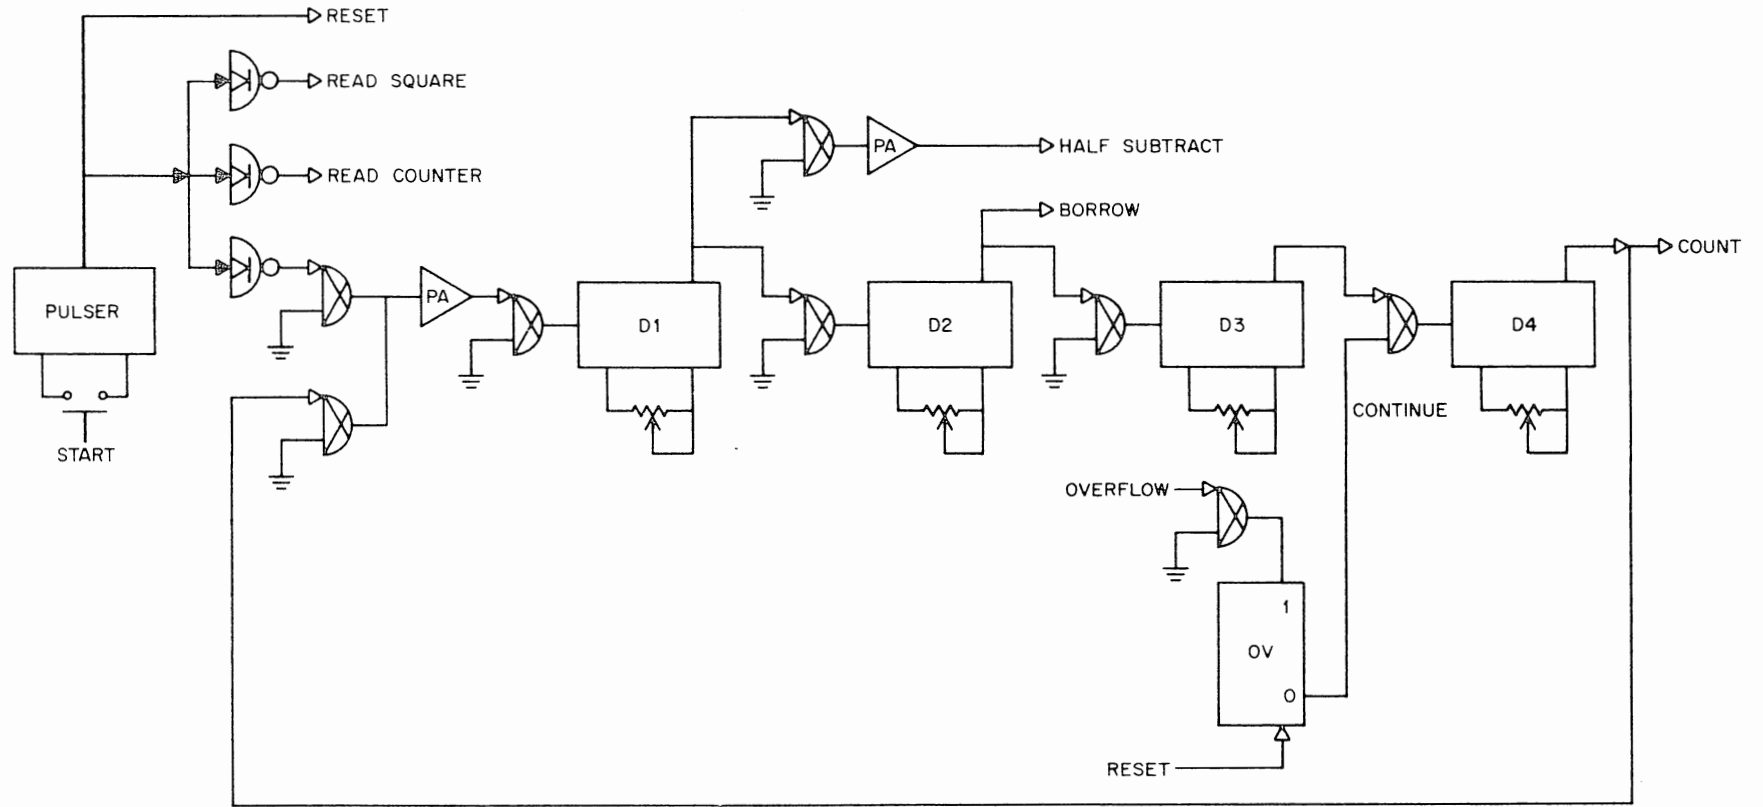 RESET
READ SQUARE
PA
HALF SUBTRACT
READ COUNTER
BORROW
COUNT
PULSER
PA
D1
D2
D3
D4
CONTINUE
START
OVERFLOW
1
OV
0
RESET